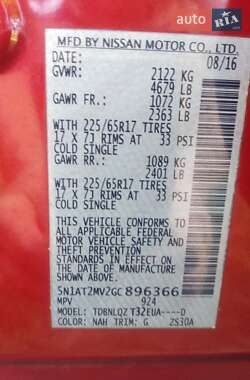 auto RIA
MFD BY NISSAN MOTOR CO., LTD.
DATE: 08/16
GVWR: 2122 KG
4679 LB
GAWR FR.: 1072 KG
2363 LB
WITH 225/65R17 TIRES
17 X 7J RIMS AT 33 PSI
COLD SINGLE
GAWR RR.: 1089 KG
2401 LB
WITH 225/65R17 TIRES
17 X 7J RIMS AT 33 PSI
COLD SINGLE
THIS VEHICLE CONFORMS
TO ALL APPLICABLE
FEDERAL MOTOR VEHICLE
SAFETY, BUMPER, AND
THEFT PREVENTION
STANDARDS IN EFFECT ON
THE DATE OF MANUFACTURE
SHOWN ABOVE.
5N1AT2MV2GC896366
MPV 924
MODEL: TDBNLQZ T32EUA----D
COLOR: NAH TRIM: G 2S30A